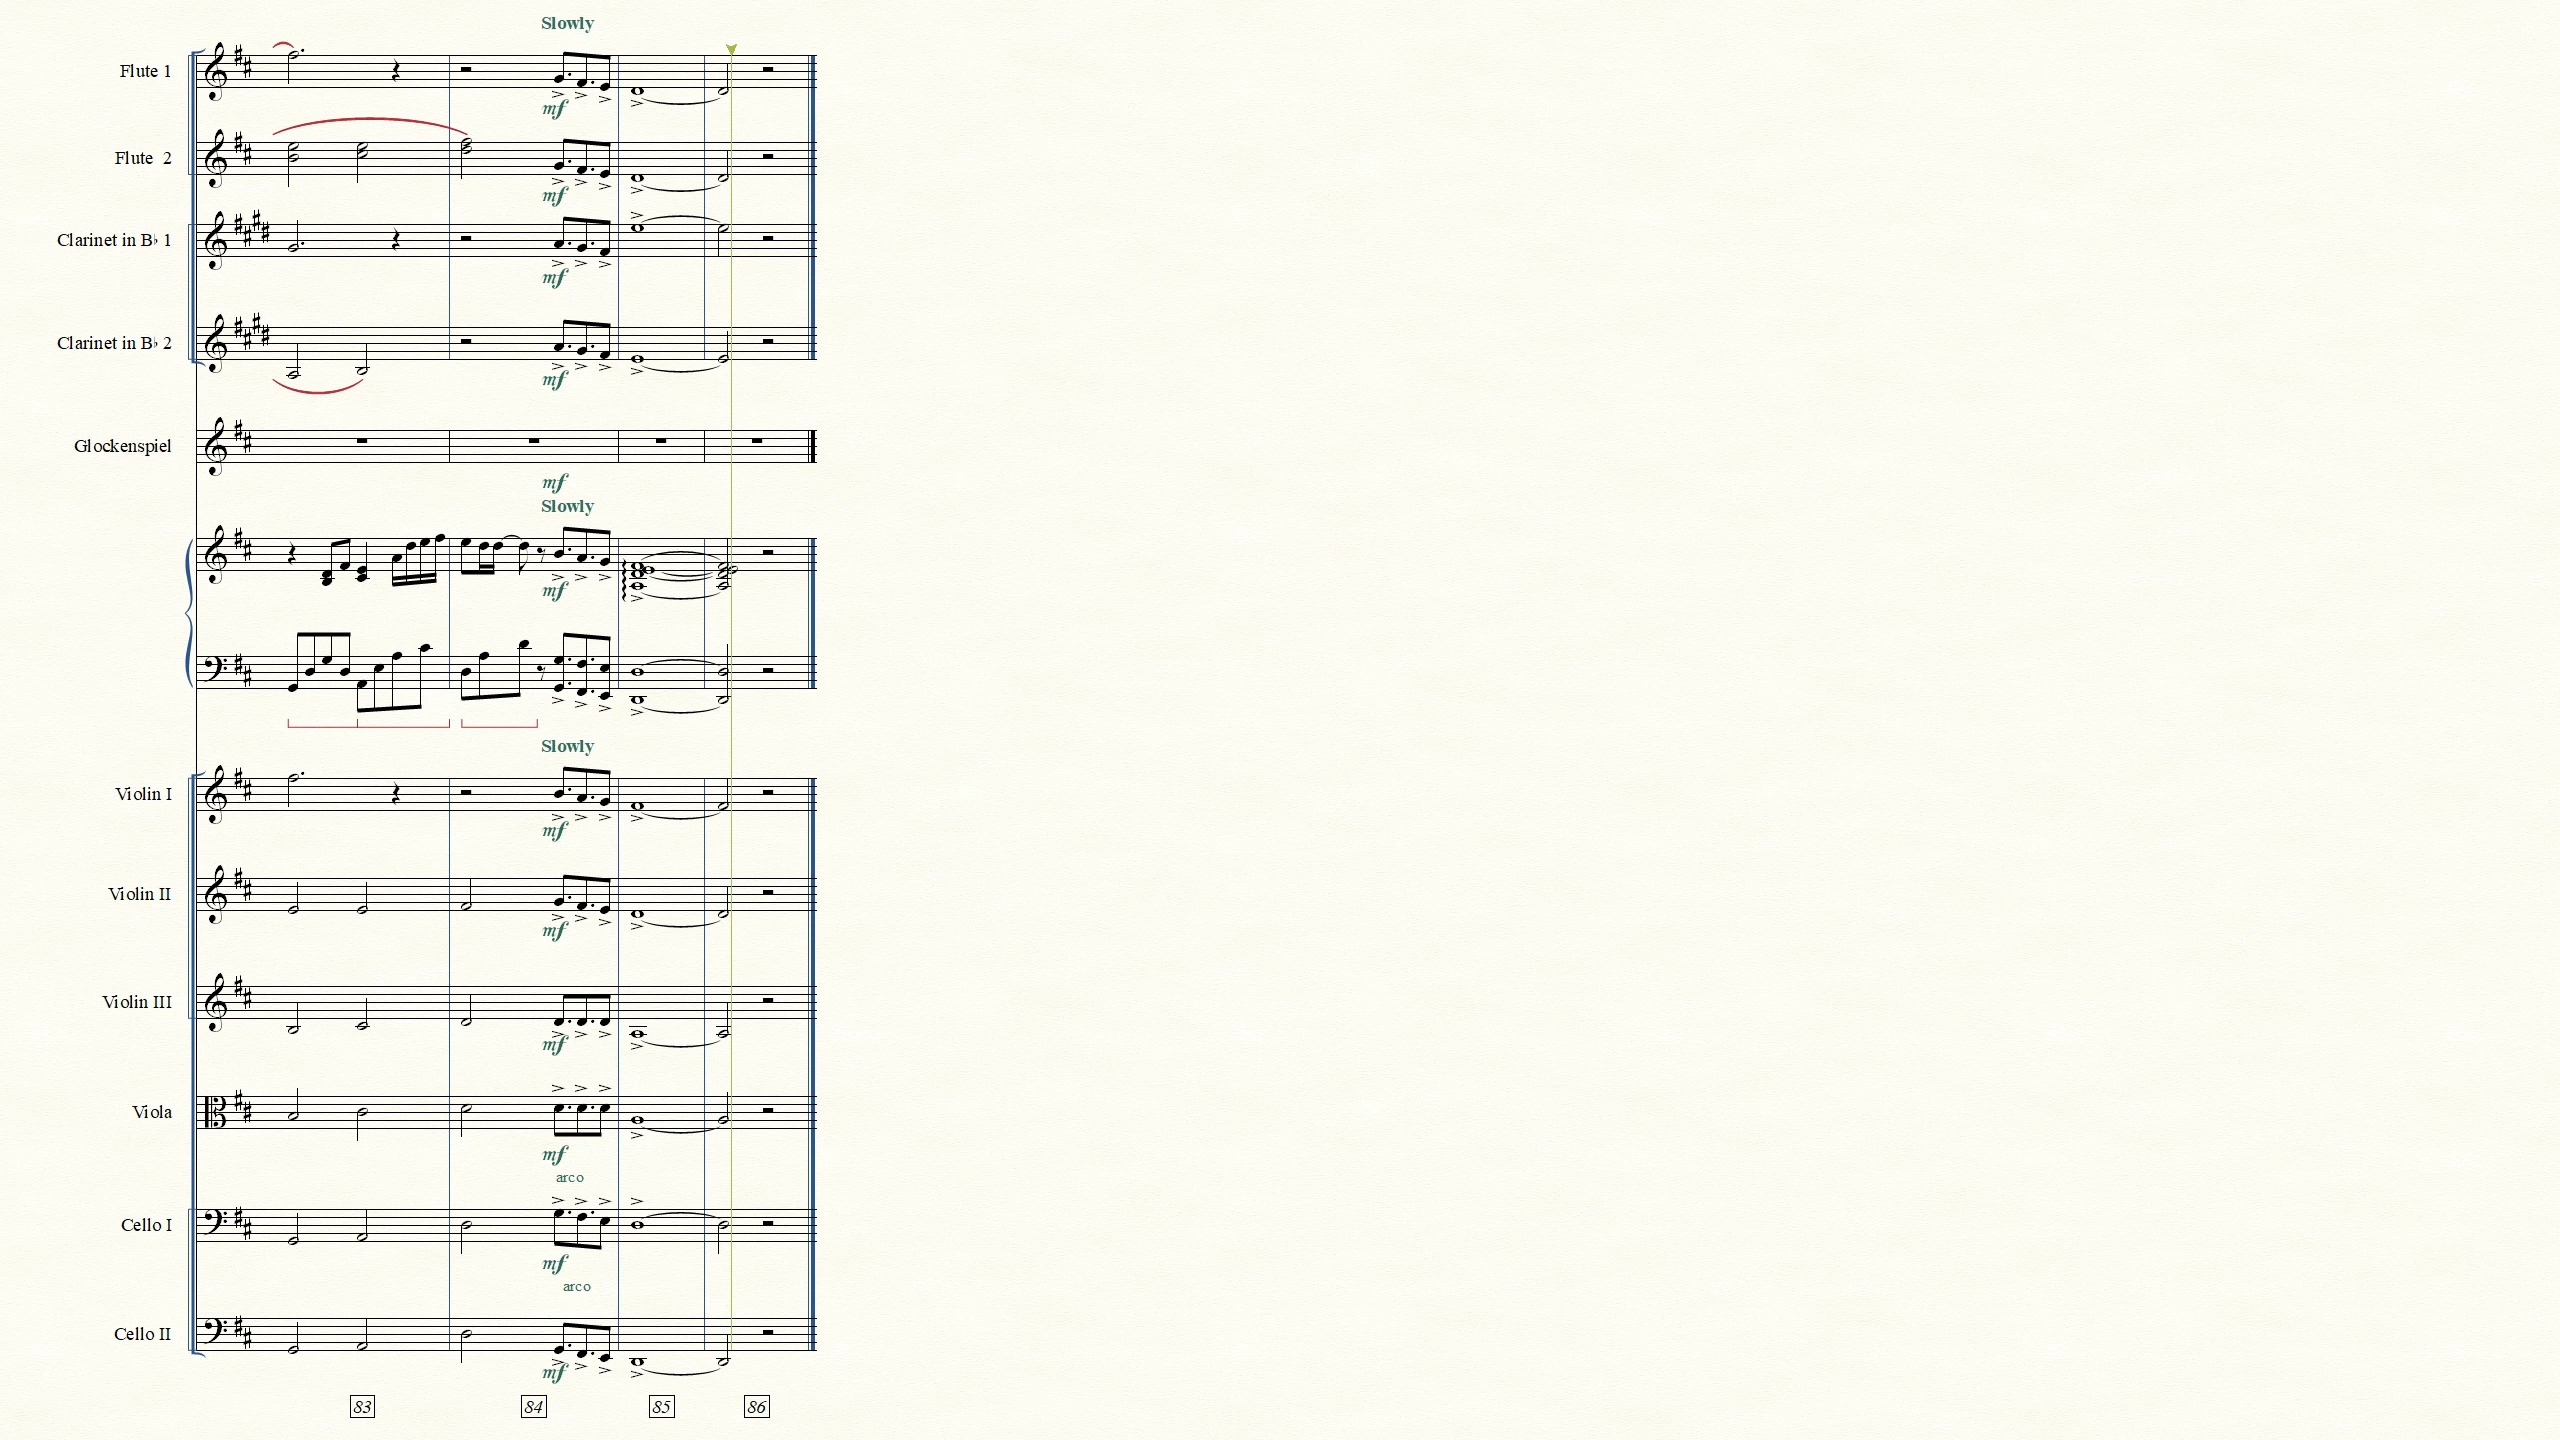 Slowly
Flute 1
mf
Flute 2
mf
Clarinet in B♭ 1
mf
Clarinet in B♭ 2
mf
Glockenspiel
mf
Slowly
mf
Slowly
Violin I
mf
Violin II
mf
Violin III
mf
Viola
mf
arco
Cello I
mf
arco
Cello II
mf
83 84 85 86